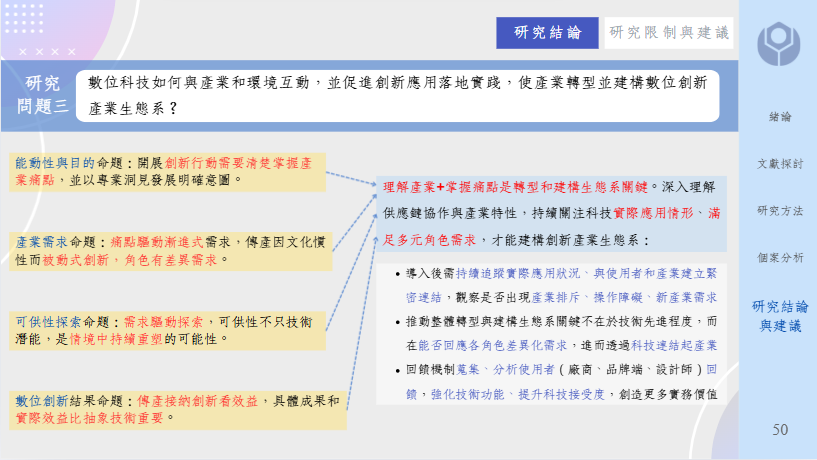 研究結論
研究限制與建議
研究
問題三
數位科技如何與產業和環境互動，並促進創新應用落地實踐，使產業轉型並建構數位創新
產業生態系？
能動性與目的命題：開展創新行動需要清楚掌握產
業痛點，並以專業洞見發展明確意圖。
產業需求命題：痛點驅動漸進式需求，傳產因文化慣
性而被動式創新，角色有差異需求。
可供性探索命題：需求驅動探索，可供性不只技術
潛能，是情境中持續重塑的可能性。
數位創新結果命題：傳產接納創新看效益，具體成果和
實際效益比抽象技術重要。
理解產業+掌握痛點是轉型和建構生態系關鍵。深入理解
供應鏈協作與產業特性，持續關注科技實際應用情形、滿
足多元角色需求，才能建構創新產業生態系：
• 導入後需持續追蹤實際應用狀況、與使用者和產業建立緊
密連結，觀察是否出現產業排斥、操作障礙、新產業需求
• 推動整體轉型與建構生態系關鍵不在於技術先進程度，而
在能否回應各角色差異化需求，進而透過科技連結起產業
• 回饋機制蒐集、分析使用者（廠商、品牌端、設計師）回
饋，強化技術功能、提升科技接受度，創造更多實務價值
緒論
文獻探討
研究方法
個案分析
研究結論
與建議
50